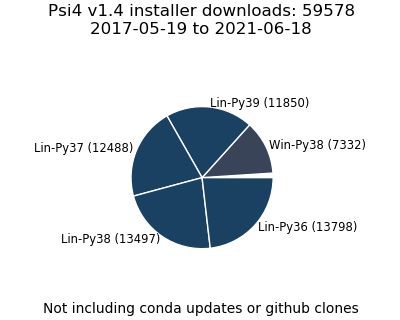 Psi4 v1.4 installer downloads: 59578
2017-05-19 to 2021-06-18
Lin-Py39 (11850)
Lin-Py37 (12488)
Win-Py38 (7332)
Lin-Py38 (13497)
Lin-Py36 (13798)
Not including conda updates or github clones